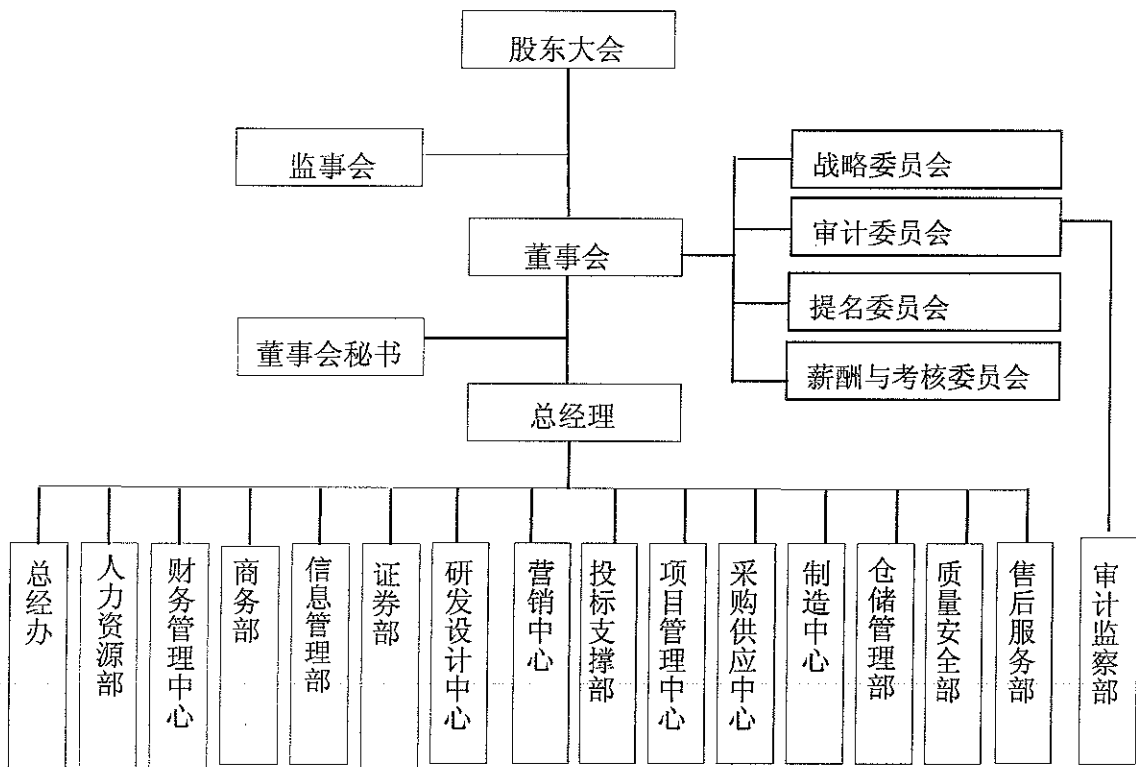 股东大会
监事会
战略委员会
审计委员会
董事会
提名委员会
董事会秘书
薪酬与考核委员会
总经理
总经办
人力资源部
财务管理中心
商务部
信息管理部
证券部
研发设计中心
营销中心
投标支撑部
项目管理中心
采购供应中心
制造中心
仓储管理部
质量安全部
售后服务部
审计监察部